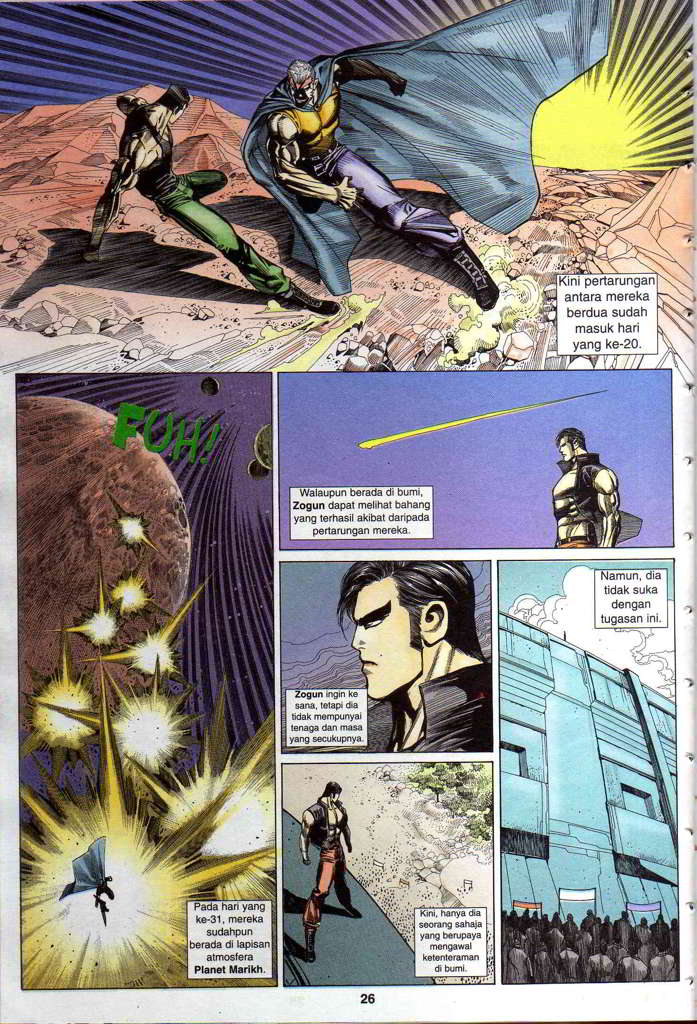 Kini pertarungan
antara mereka
berdua sudah
masuk hari
yang ke-20.
FUH!
Pada hari yang
ke-31, mereka
sudahpun
berada di lapisan
atmosfera
Planet Marikh.
Walaupun berada di bumi,
Zogun dapat melihat bahang
yang terhasil akibat daripada
pertarungan mereka.
Zogun ingin ke
sana, tetapi dia
tidak mempunyai
tenaga dan masa
yang secukupnya.
Kini, hanya dia
seorang sahaja
yang berupaya
mengawal
ketenteraman
di bumi.
Namun, dia
tidak suka
dengan
tugasan ini.
26